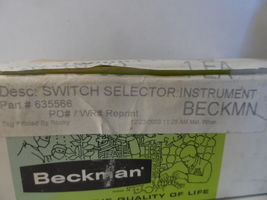 1 EA
Desc: SWITCH SELECTOR:INSTRUMENT
Part # 635566
BECKMN
PO# / WR# Reprint
Beckman
QUALITY OF LIFE